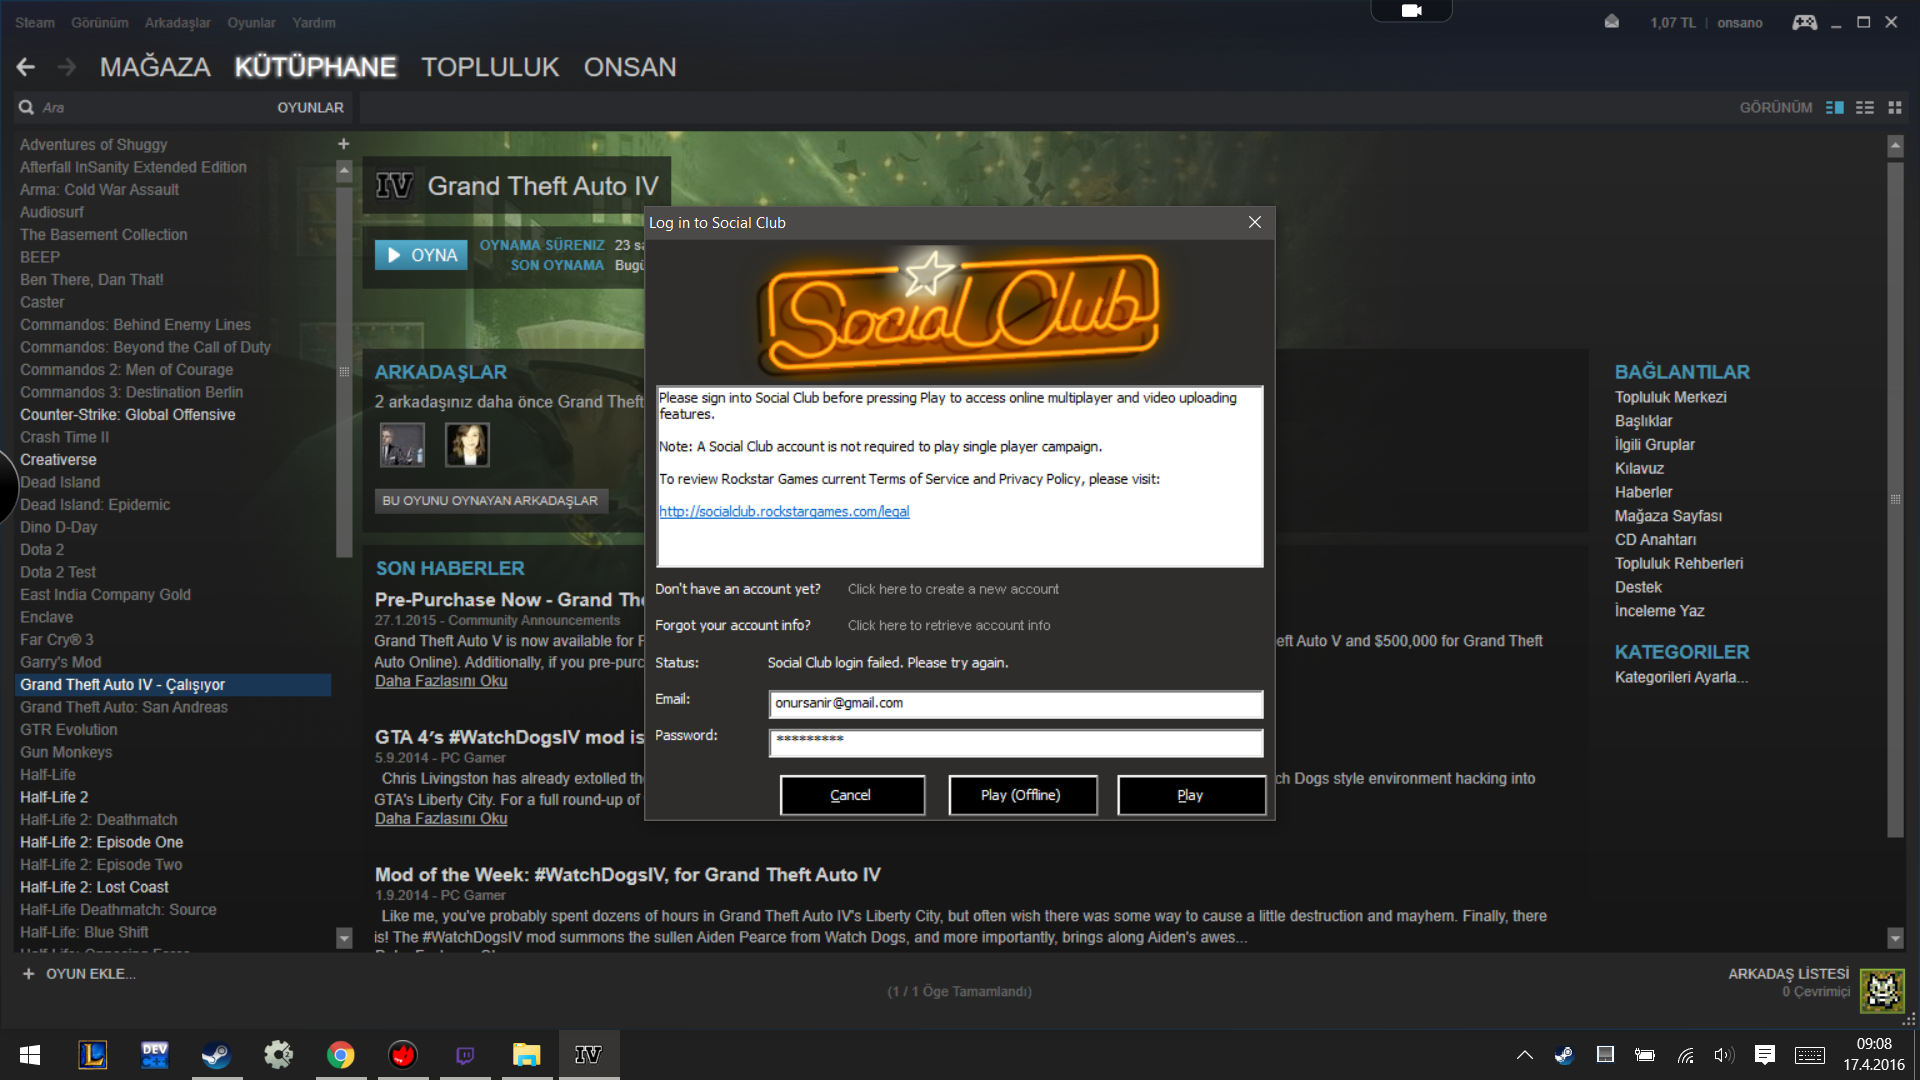 Steam Görünüm Arkadaşlar Oyunlar Yardım
1,07 TL | onsano
MAĞAZA KÜTÜPHANE TOPLULUK ONSAN
Ara OYUNLAR
GÖRÜNÜM
Adventures of Shuggy
Afterfall InSanity Extended Edition
Arma: Cold War Assault
Audiosurf
The Basement Collection
BEEP
Ben There, Dan That!
Caster
Commandos: Behind Enemy Lines
Commandos: Beyond the Call of Duty
Commandos 2: Men of Courage
Commandos 3: Destination Berlin
Counter-Strike: Global Offensive
Crash Time II
Creativerse
Dead Island
Dead Island: Epidemic
Dino D-Day
Dota 2
Dota 2 Test
East India Company Gold
Enclave
Far Cry® 3
Garry's Mod
Grand Theft Auto IV - Çalışıyor
Grand Theft Auto: San Andreas
GTR Evolution
Gun Monkeys
Half-Life
Half-Life 2
Half-Life 2: Deathmatch
Half-Life 2: Episode One
Half-Life 2: Episode Two
Half-Life 2: Lost Coast
Half-Life Deathmatch: Source
Half-Life: Blue Shift
+ OYUN EKLE...
IV Grand Theft Auto IV
OYNA
OYNAMA SÜRENIZ 23 sa
SON OYNAMA Bugü
ARKADAŞLAR
2 arkadaşınız daha önce Grand Theft
BU OYUNU OYNAYAN ARKADAŞLAR
SON HABERLER
Pre-Purchase Now - Grand The
27.1.2015 - Community Announcements
Grand Theft Auto V is now available for P
eft Auto V and $500,000 for Grand Theft
Auto Online). Additionally, if you pre-purc
Daha Fazlasını Oku
GTA 4's #WatchDogsIV mod is
5.9.2014 - PC Gamer
Chris Livingston has already extolled the
ch Dogs style environment hacking into
GTA's Liberty City. For a full round-up of
Daha Fazlasını Oku
Mod of the Week: #WatchDogsIV, for Grand Theft Auto IV
1.9.2014 - PC Gamer
Like me, you've probably spent dozens of hours in Grand Theft Auto IV's Liberty City, but often wish there was some way to cause a little destruction and mayhem. Finally, there
is! The #WatchDogsIV mod summons the sullen Aiden Pearce from Watch Dogs, and more importantly, brings along Aiden's awes...
Log in to Social Club
Social Club
Please sign into Social Club before pressing Play to access online multiplayer and video uploading
features.
Note: A Social Club account is not required to play single player campaign.
To review Rockstar Games current Terms of Service and Privacy Policy, please visit:
http://socialclub.rockstargames.com/legal
Don't have an account yet? Click here to create a new account
Forgot your account info? Click here to retrieve account info
Status: Social Club login failed. Please try again.
Email: onursanir@gmail.com
Password: *********
Cancel Play (Offline) Play
BAĞLANTILAR
Topluluk Merkezi
Başlıklar
İlgili Gruplar
Kılavuz
Haberler
Mağaza Sayfası
CD Anahtarı
Topluluk Rehberleri
Destek
İnceleme Yaz
KATEGORILER
Kategorileri Ayarla...
(1 / 1 Öge Tamamlandı)
ARKADAŞ LİSTESİ
0 Çevrimiçi
L DEV C++ 2 IV
09:08
17.4.2016